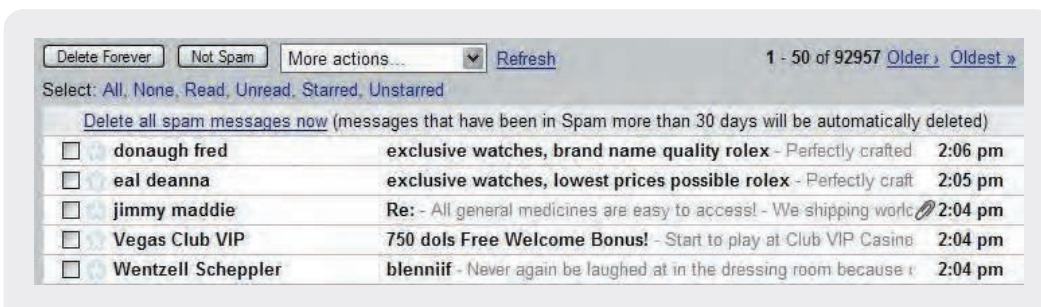 Delete Forever Not Spam More actions... Refresh 1 - 50 of 92957 Older › Oldest »
Select: All, None, Read, Unread, Starred, Unstarred
Delete all spam messages now (messages that have been in Spam more than 30 days will be automatically deleted)
donaugh fred exclusive watches, brand name quality rolex - Perfectly crafted 2:06 pm
eal deanna exclusive watches, lowest prices possible rolex - Perfectly craft 2:05 pm
jimmy maddie Re: - All general medicines are easy to access! - We shipping 2:04 pm
Vegas Club VIP 750 dols Free Welcome Bonus! - Start to play at Club VIP Casino 2:04 pm
Wentzell Scheppler blenniif - Never again be laughed at in the dressing room because 2:04 pm